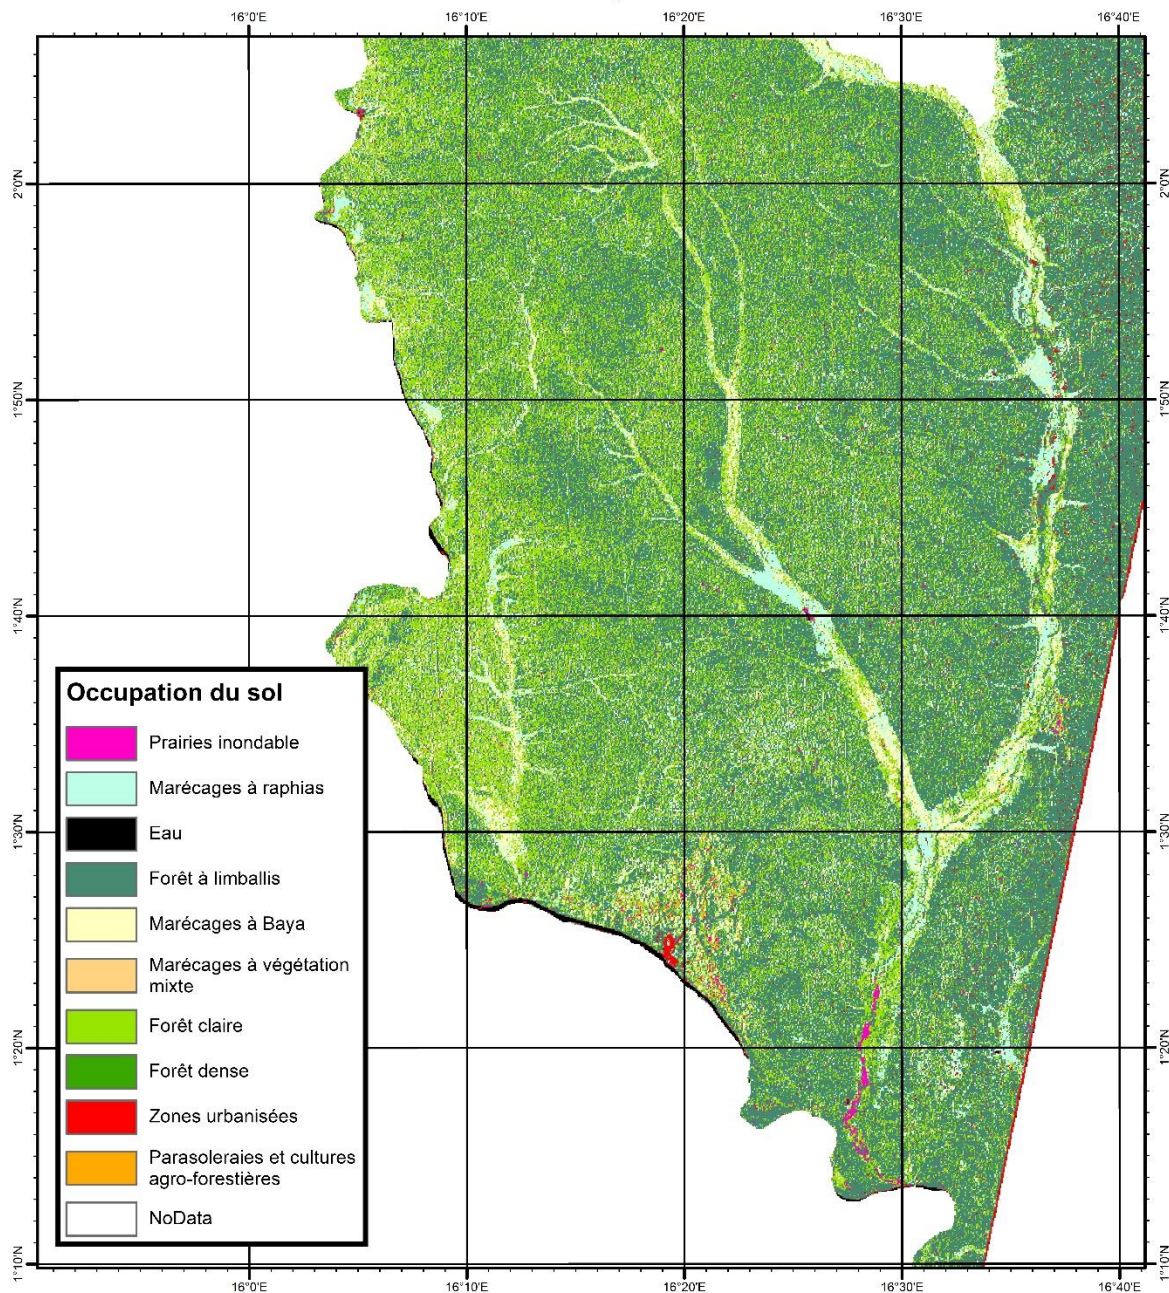 16°0'E 16°10'E 16°20'E 16°30'E 16°40'E
2°0'N 2°0'N
1°50'N 1°50'N
1°40'N 1°40'N
Occupation du sol
Prairies inondable
Marécages à raphias
Eau
Forêt à limballis
Marécages à Baya
Marécages à végétation
mixte
Forêt claire
Forêt dense
Zones urbanisées
Parasoleraies et cultures
agro-forestières
NoData
1°30'N 1°30'N
1°20'N 1°20'N
1°10'N 1°10'N
16°0'E 16°10'E 16°20'E 16°30'E 16°40'E